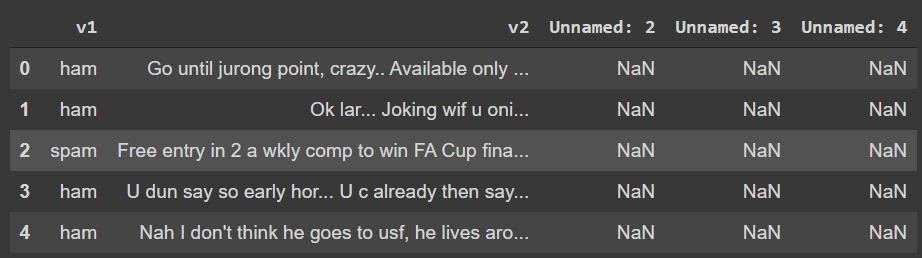 v1 v2 Unnamed: 2 Unnamed: 3 Unnamed: 4
0 ham Go until jurong point, crazy.. Available only ... NaN NaN NaN
1 ham Ok lar... Joking wif u oni... NaN NaN NaN
2 spam Free entry in 2 a wkly comp to win FA Cup fina... NaN NaN NaN
3 ham U dun say so early hor... U c already then say... NaN NaN NaN
4 ham Nah I don't think he goes to usf, he lives aro... NaN NaN NaN